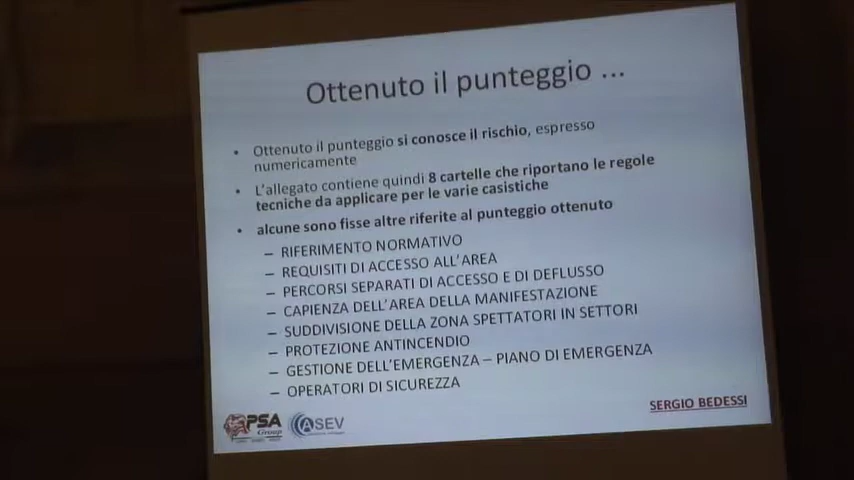 Ottenuto il punteggio ...
• Ottenuto il punteggio si conosce il rischio, espresso
numericamente
• L'allegato contiene quindi 8 cartelle che riportano le regole
tecniche da applicare per le varie casistiche
• alcune sono fisse altre riferite al punteggio ottenuto
– RIFERIMENTO NORMATIVO
– REQUISITI DI ACCESSO ALL'AREA
– PERCORSI SEPARATI DI ACCESSO E DI DEFLUSSO
– CAPIENZA DELL'AREA DELLA MANIFESTAZIONE
– SUDDIVISIONE DELLA ZONA SPETTATORI IN SETTORI
– PROTEZIONE ANTINCENDIO
– GESTIONE DELL'EMERGENZA – PIANO DI EMERGENZA
– OPERATORI DI SICUREZZA
PSA
Group
ASEV
SERGIO BEDESSI